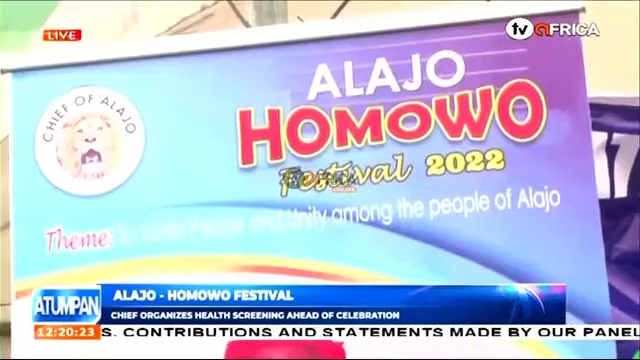 LIVE
tv AFRICA
CHIEF OF ALAJO
ALAJO
HOMOWO
Festival 2022
Theme:
Peace and Unity among the people of Alajo
ATUMPAN
ALAJO - HOMOWO FESTIVAL
CHIEF ORGANIZES HEALTH SCREENING AHEAD OF CELEBRATION
12:20:23
S. CONTRIBUTIONS AND STATEMENTS MADE BY OUR PANEL